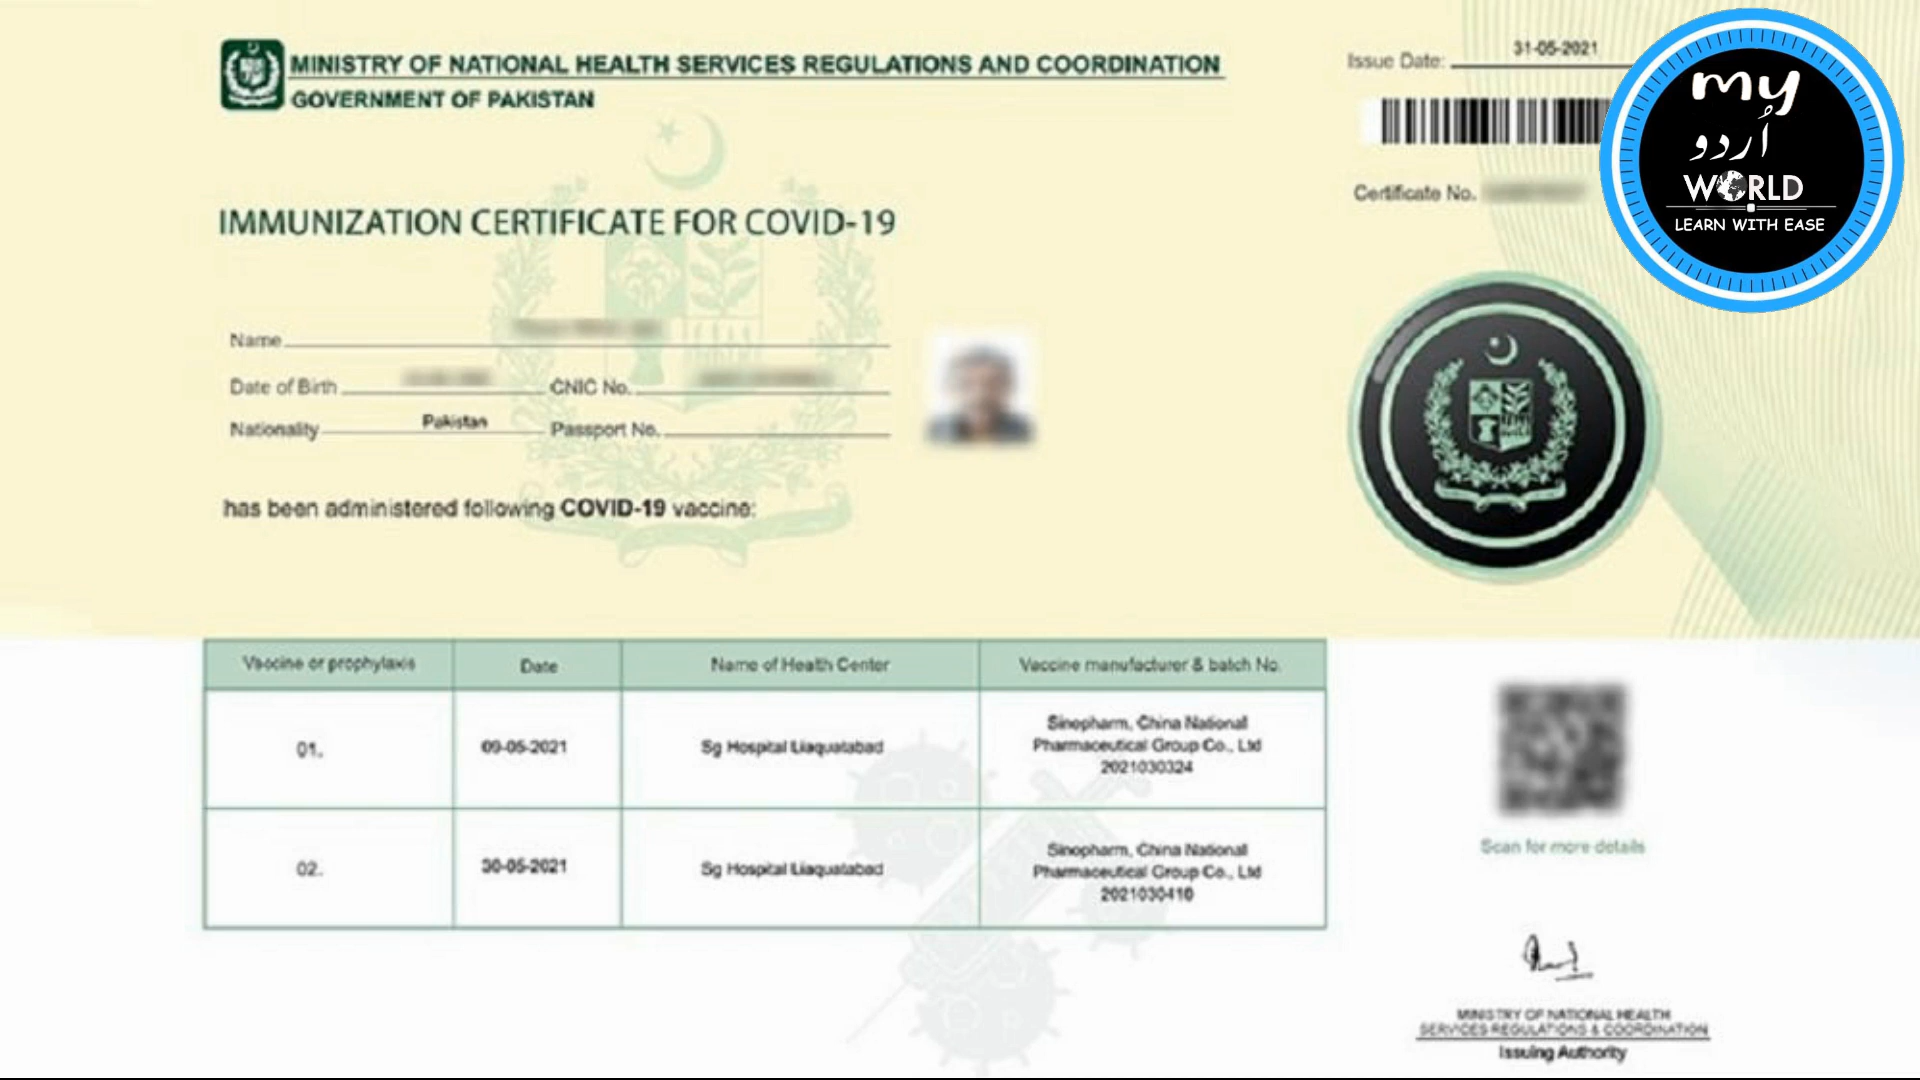 MINISTRY OF NATIONAL HEALTH SERVICES REGULATIONS AND COORDINATION
GOVERNMENT OF PAKISTAN
Issue Date: 31-05-2021
Certificate No.
my
اُردو
WORLD
LEARN WITH EASE
IMMUNIZATION CERTIFICATE FOR COVID-19
Name
Date of Birth CNIC No.
Nationality Pakistan Passport No.
has been administered following COVID-19 vaccine:
Vaccine or prophylaxis Date Name of Health Center Vaccine manufacturer & batch No.
01. 09-05-2021 Sg Hospital Liaquatabad Sinopharm, China National
Pharmaceutical Group Co., Ltd
2021030324
02. 30-05-2021 Sg Hospital Liaquatabad Sinopharm, China National
Pharmaceutical Group Co., Ltd
2021030410
Scan for more details
MINISTRY OF NATIONAL HEALTH
SERVICES REGULATIONS & COORDINATION
Issuing Authority